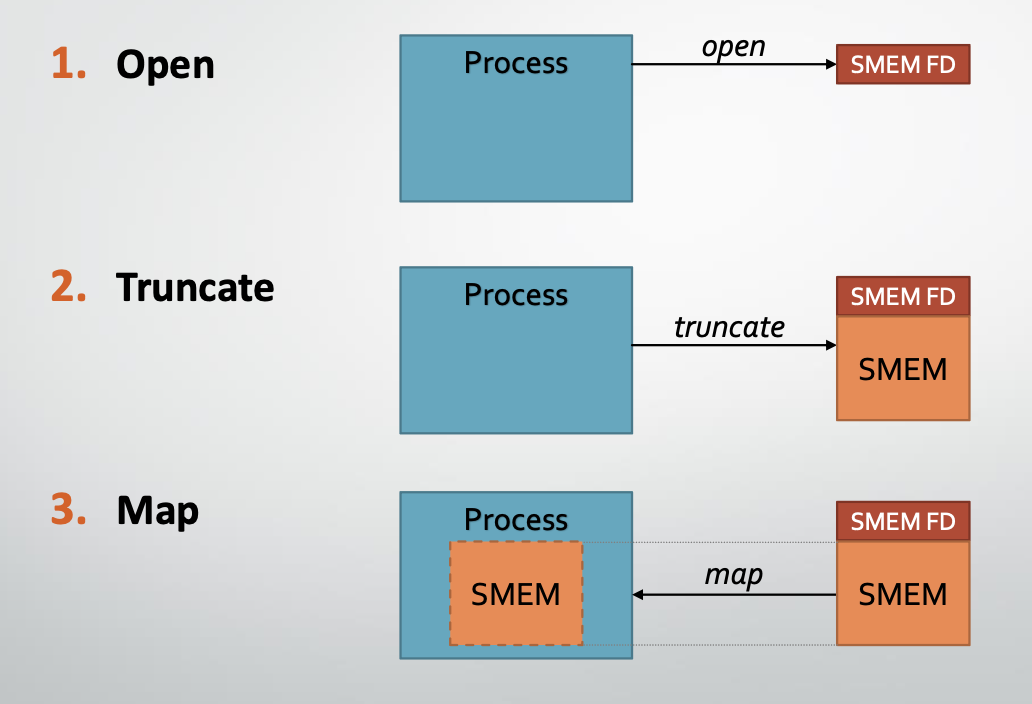 1. Open
Process
open
SMEM FD
2. Truncate
Process
truncate
SMEM FD
SMEM
3. Map
Process
SMEM
map
SMEM FD
SMEM